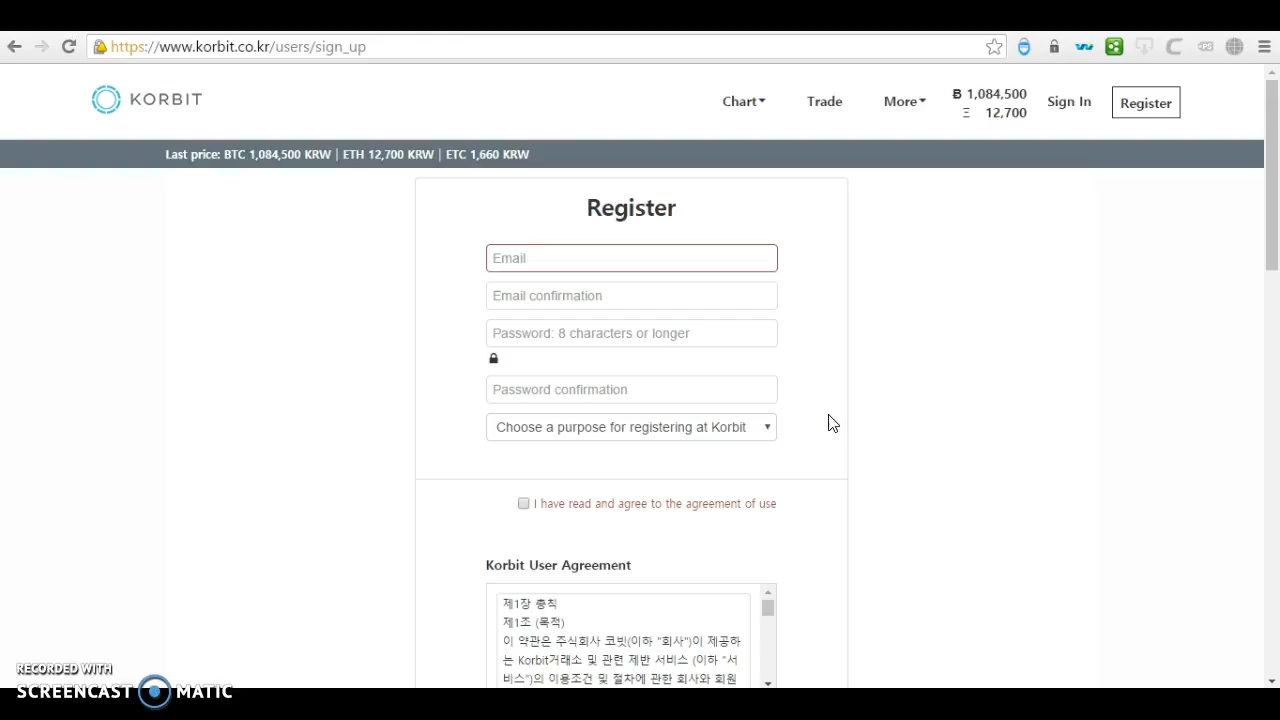 https://www.korbit.co.kr/users/sign_up
KORBIT
Chart
Trade
More
Ƀ 1,084,500
Ξ 12,700
Sign In
Register
Last price: BTC 1,084,500 KRW | ETH 12,700 KRW | ETC 1,660 KRW
Register
Email
Email confirmation
Password: 8 characters or longer
Password confirmation
Choose a purpose for registering at Korbit
I have read and agree to the agreement of use
Korbit User Agreement
제1장 총칙
제1조 (목적)
이 약관은 주식회사 코빗(이하 "회사")이 제공하
는 Korbit거래소 및 관련 제반 서비스 (이하 "서
비스")의 이용조건 및 절차에 관한 회사와 회원
RECORDED WITH
SCREENCAST MATIC